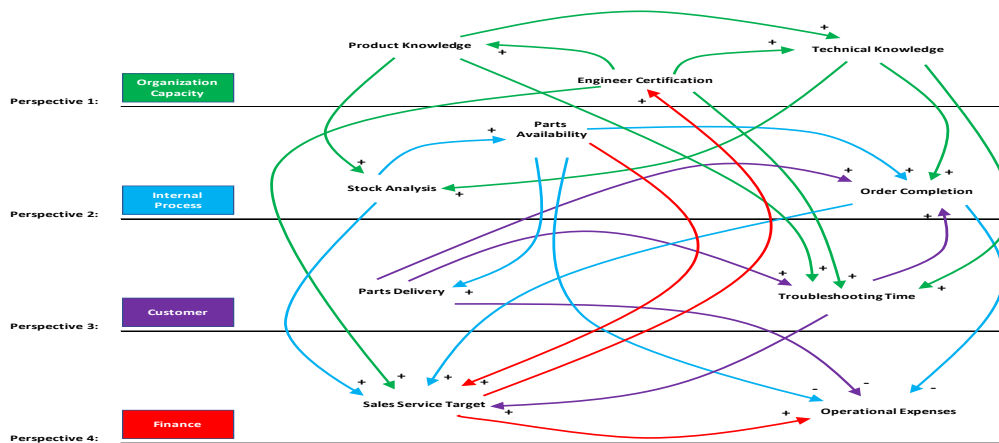 Product Knowledge
+
+
+
Technical Knowledge
Engineer Certification
+
Organization
Capacity
Perspective 1:
Parts
Availability
+
+
+
Stock Analysis
+
+
+
Order Completion
+
Internal
Process
Perspective 2:
Parts Delivery
+
+
+
+
+
Troubleshooting Time
Customer
Perspective 3:
+
+
+
+
Sales Service Target
+
+
-
-
-
Operational Expenses
Finance
Perspective 4: